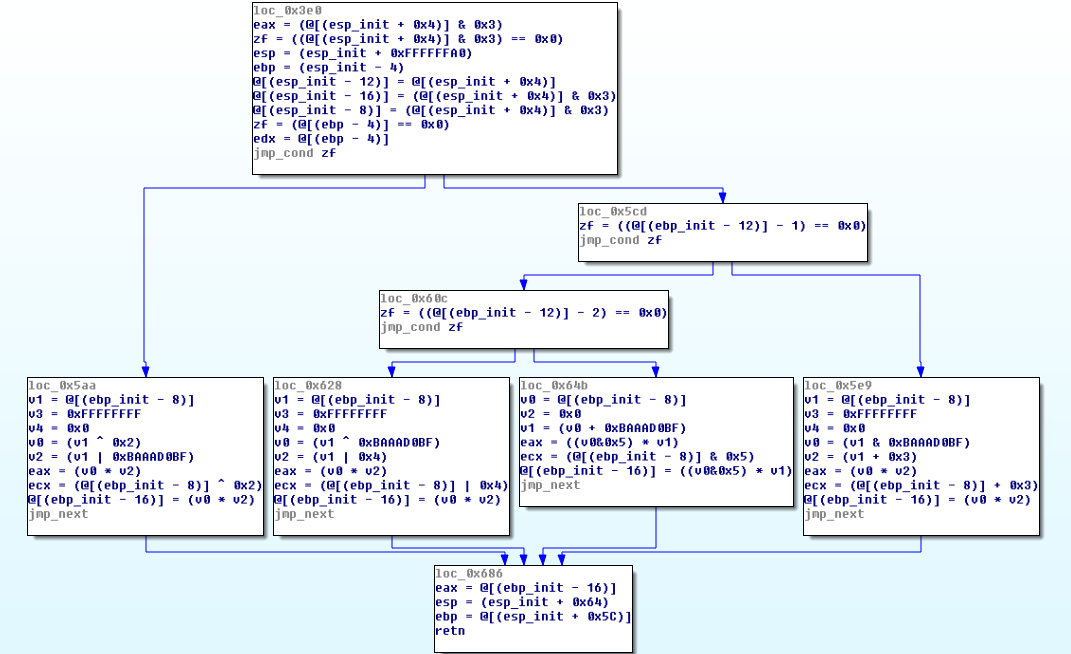 loc_0x3e0
eax = (@[(esp_init + 0x4)] & 0x3)
zf = ((@[(esp_init + 0x4)] & 0x3) == 0x0)
esp = (esp_init + 0xFFFFFFA0)
ebp = (esp_init - 4)
@[(esp_init - 12)] = @[(esp_init + 0x4)]
@[(esp_init - 16)] = (@[(esp_init + 0x4)] & 0x3)
@[(esp_init - 8)] = (@[(esp_init + 0x4)] & 0x3)
zf = (@[(ebp - 4)] == 0x0)
edx = @[(ebp - 4)]
jmp_cond zf
loc_0x5cd
zf = ((@[(ebp_init - 12)] - 1) == 0x0)
jmp_cond zf
loc_0x60c
zf = ((@[(ebp_init - 12)] - 2) == 0x0)
jmp_cond zf
loc_0x5aa
v1 = @[(ebp_init - 8)]
v3 = 0xFFFFFFFF
v4 = 0x0
v0 = (v1 ^ 0x2)
v2 = (v1 | 0xBAAAD0BF)
eax = (v0 * v2)
ecx = (@[(ebp_init - 8)] ^ 0x2)
@[(ebp_init - 16)] = (v0 * v2)
jmp_next
loc_0x628
v1 = @[(ebp_init - 8)]
v3 = 0xFFFFFFFF
v4 = 0x0
v0 = (v1 ^ 0xBAAAD0BF)
v2 = (v1 | 0x4)
eax = (v0 * v2)
ecx = (@[(ebp_init - 8)] | 0x4)
@[(ebp_init - 16)] = (v0 * v2)
jmp_next
loc_0x64b
v0 = @[(ebp_init - 8)]
v2 = 0x0
v1 = (v0 + 0xBAAAD0BF)
eax = ((v0&0x5) * v1)
ecx = (@[(ebp_init - 8)] & 0x5)
@[(ebp_init - 16)] = ((v0&0x5) * v1)
jmp_next
loc_0x5e9
v1 = @[(ebp_init - 8)]
v3 = 0xFFFFFFFF
v4 = 0x0
v0 = (v1 & 0xBAAAD0BF)
v2 = (v1 + 0x3)
eax = (v0 * v2)
ecx = (@[(ebp_init - 8)] + 0x3)
@[(ebp_init - 16)] = (v0 * v2)
jmp_next
loc_0x686
eax = @[(ebp_init - 16)]
esp = (esp_init + 0x64)
ebp = @[(esp_init + 0x5C)]
retn